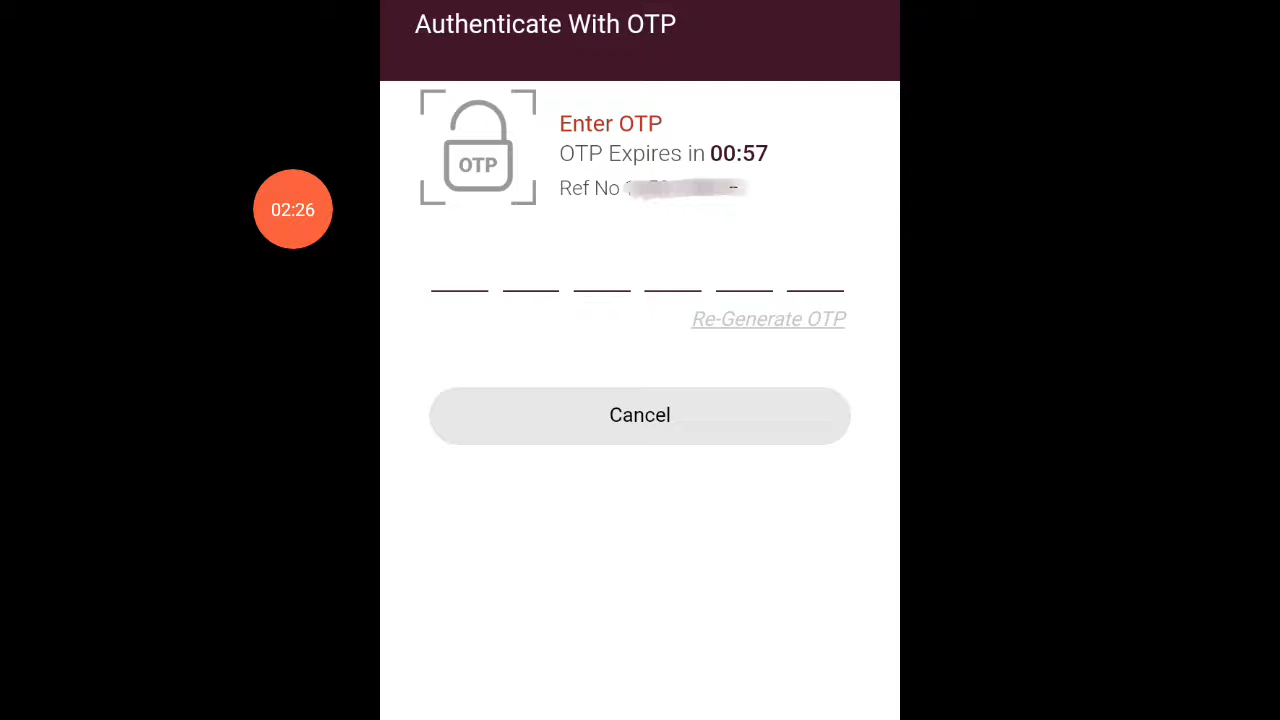 Authenticate With OTP
OTP
Enter OTP
OTP Expires in 00:57
Ref No
02:26
Re-Generate OTP
Cancel